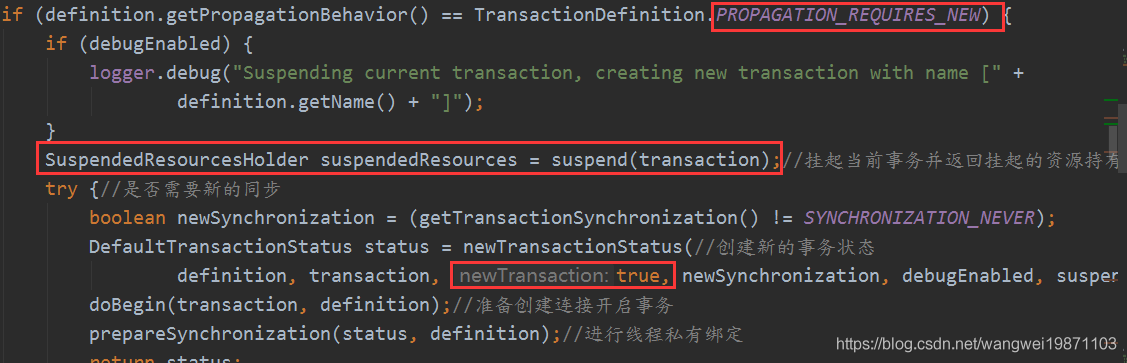 if (definition.getPropagationBehavior() == TransactionDefinition.PROPAGATION_REQUIRES_NEW) {
if (debugEnabled) {
logger.debug("Suspending current transaction, creating new transaction with name [" +
definition.getName() + "]");
}
SuspendedResourcesHolder suspendedResources = suspend(transaction);//挂起当前事务并返回挂起的资源持有
try {//是否需要新的同步
boolean newSynchronization = (getTransactionSynchronization() != SYNCHRONIZATION_NEVER);
DefaultTransactionStatus status = newTransactionStatus(//创建新的事务状态
definition, transaction, newTransaction: true, newSynchronization, debugEnabled, suspe
doBegin(transaction, definition);//准备创建连接开启事务
prepareSynchronization(status, definition);//进行线程私有绑定
return status;
https://blog.csdn.net/wangwei19871103